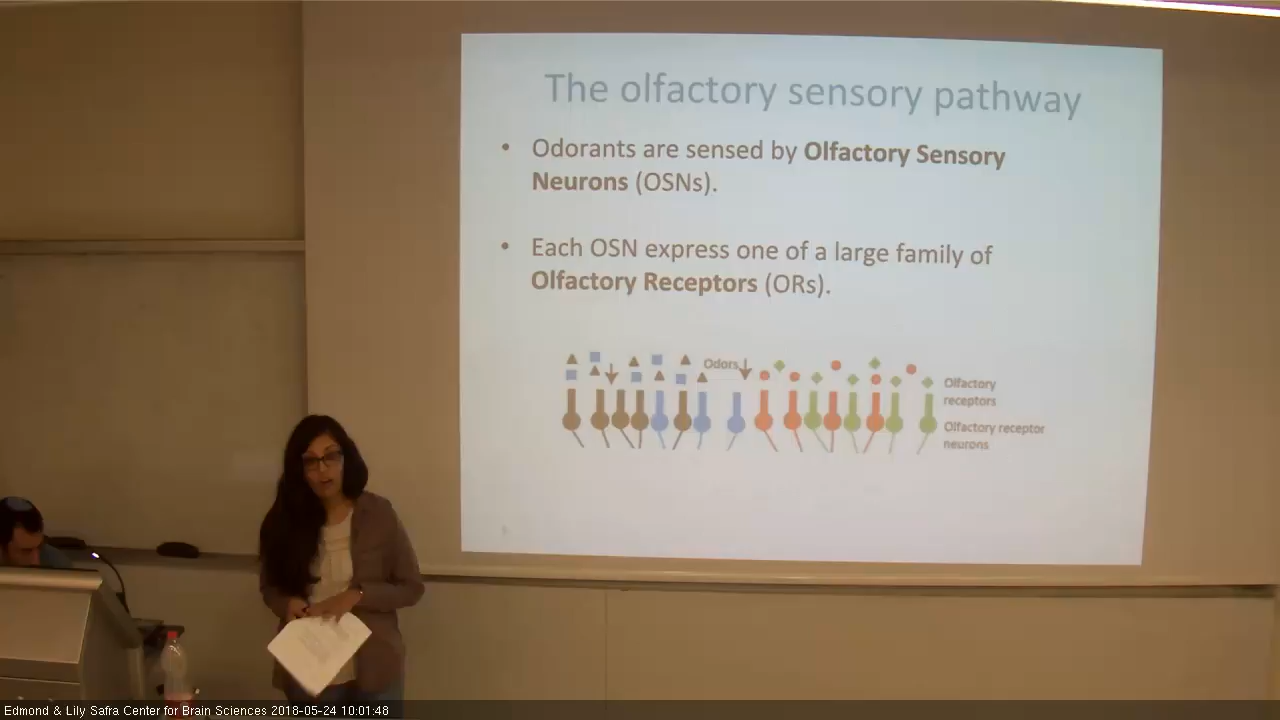 The olfactory sensory pathway
• Odorants are sensed by Olfactory Sensory
Neurons (OSNs).
• Each OSN express one of a large family of
Olfactory Receptors (ORs).
Odors
Olfactory
receptors
Olfactory receptor
neurons
Edmond & Lily Safra Center for Brain Sciences 2018-05-24 10:01:48